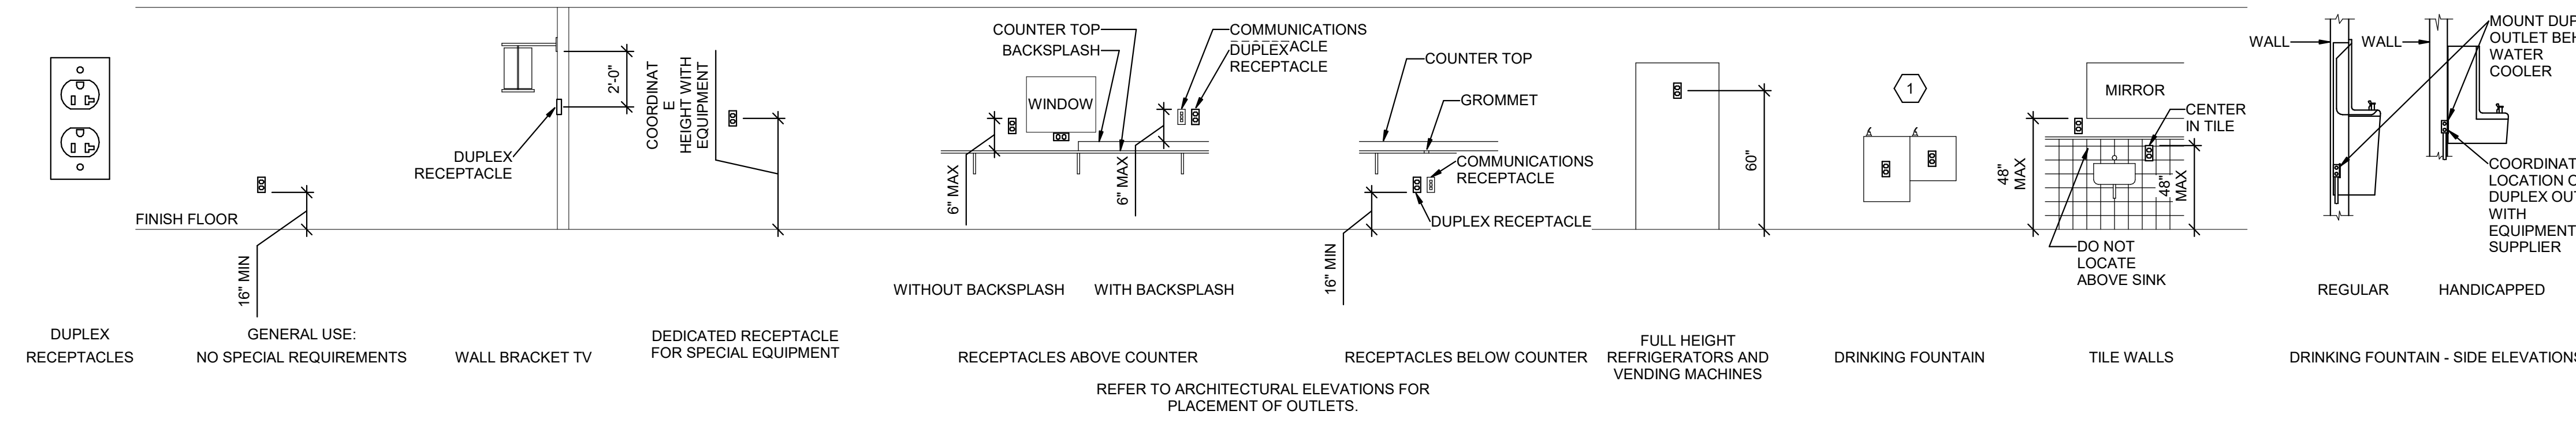 DUPLEX
RECEPTACLES
FINISH FLOOR
16" MIN
GENERAL USE:
NO SPECIAL REQUIREMENTS
2'-0"
DUPLEX
RECEPTACLE
WALL BRACKET TV
COORDINAT
E
HEIGHT WITH
EQUIPMENT
DEDICATED RECEPTACLE
FOR SPECIAL EQUIPMENT
COUNTER TOP
BACKSPLASH
WINDOW
COMMUNICATIONS
ACLE
DUPLEX
RECEPTACLE
6" MAX
6" MAX
WITHOUT BACKSPLASH
WITH BACKSPLASH
RECEPTACLES ABOVE COUNTER
COUNTER TOP
GROMMET
COMMUNICATIONS
RECEPTACLE
DUPLEX RECEPTACLE
16" MIN
RECEPTACLES BELOW COUNTER
REFER TO ARCHITECTURAL ELEVATIONS FOR
PLACEMENT OF OUTLETS.
60"
FULL HEIGHT
REFRIGERATORS AND
VENDING MACHINES
1
DRINKING FOUNTAIN
MIRROR
CENTER
IN TILE
48"
MAX
48"
MAX
DO NOT
LOCATE
ABOVE SINK
TILE WALLS
WALL
WALL
MOUNT DUP
OUTLET BEH
WATER
COOLER
COORDINAT
LOCATION O
DUPLEX OUT
WITH
EQUIPMENT
SUPPLIER
REGULAR
HANDICAPPED
DRINKING FOUNTAIN - SIDE ELEVATIONS